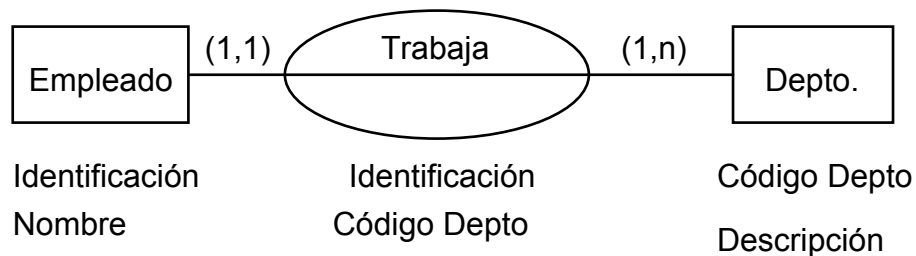 (1,1) Trabaja (1,n)
Empleado Depto.
Identificación Identificación Código Depto
Nombre Código Depto Descripción